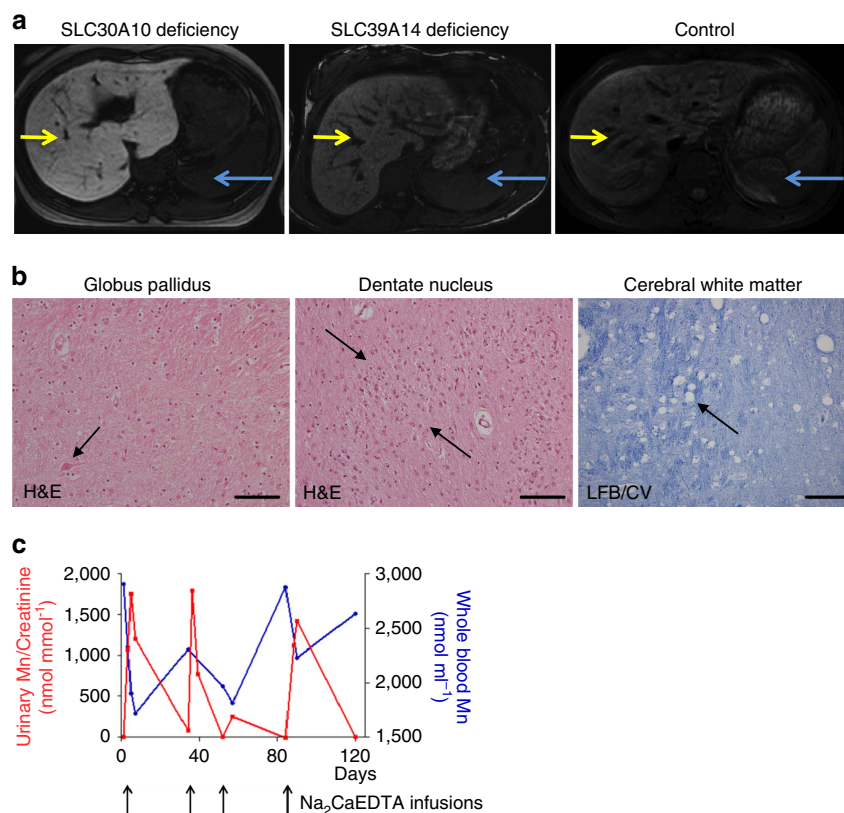 a
SLC30A10 deficiency
SLC39A14 deficiency
Control
b
Globus pallidus
Dentate nucleus
Cerebral white matter
H&E
H&E
LFB/CV
c
Urinary Mn/Creatinine
(nmol mmol⁻¹)
2,000
1,500
1,000
500
0
3,000
2,500
2,000
1,500
Whole blood Mn
(nmol ml⁻¹)
0
40
80
120
Days
Na₂CaEDTA infusions